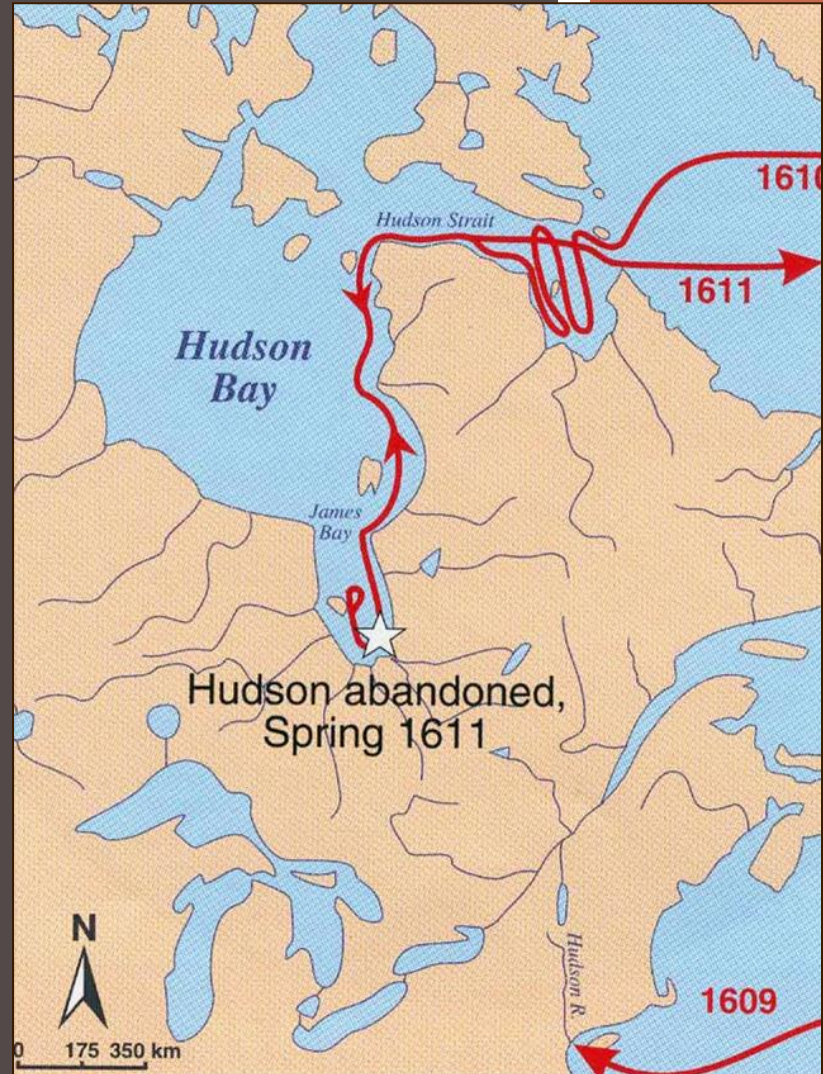 1610
Hudson Strait
1611
Hudson
Bay
James
Bay
Hudson abandoned,
Spring 1611
N
Hudson R.
1609
0 175 350 km